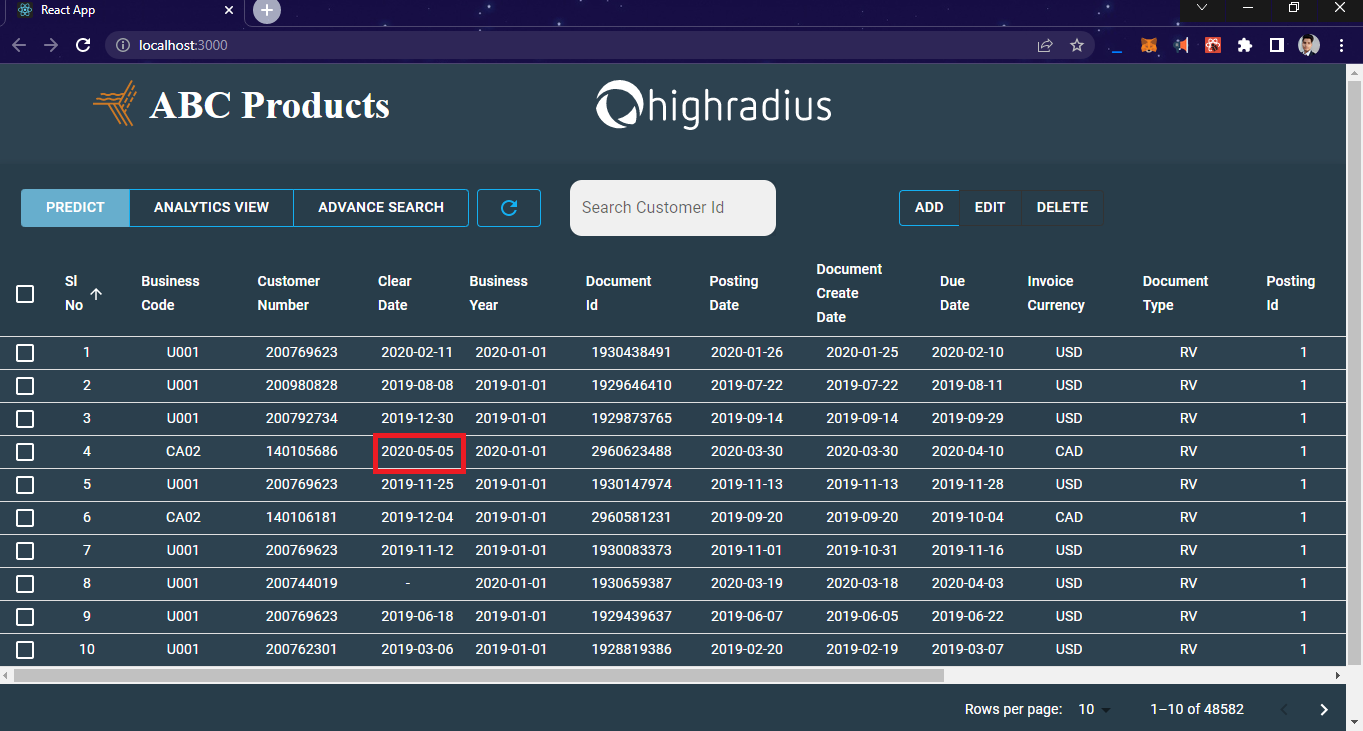 React App
localhost:3000
ABC Products
highradius
PREDICT ANALYTICS VIEW ADVANCE SEARCH Search Customer Id ADD EDIT DELETE
Sl No Business Code Customer Number Clear Date Business Year Document Id Posting Date Document Create Date Due Date Invoice Currency Document Type Posting Id
1 U001 200769623 2020-02-11 2020-01-01 1930438491 2020-01-26 2020-01-25 2020-02-10 USD RV 1
2 U001 200980828 2019-08-08 2019-01-01 1929646410 2019-07-22 2019-07-22 2019-08-11 USD RV 1
3 U001 200792734 2019-12-30 2019-01-01 1929873765 2019-09-14 2019-09-14 2019-09-29 USD RV 1
4 CA02 140105686 2020-05-05 2020-01-01 2960623488 2020-03-30 2020-03-30 2020-04-10 CAD RV 1
5 U001 200769623 2019-11-25 2019-01-01 1930147974 2019-11-13 2019-11-13 2019-11-28 USD RV 1
6 CA02 140106181 2019-12-04 2019-01-01 2960581231 2019-09-20 2019-09-20 2019-10-04 CAD RV 1
7 U001 200769623 2019-11-12 2019-01-01 1930083373 2019-11-01 2019-10-31 2019-11-16 USD RV 1
8 U001 200744019 - 2020-01-01 1930659387 2020-03-19 2020-03-18 2020-04-03 USD RV 1
9 U001 200769623 2019-06-18 2019-01-01 1929439637 2019-06-07 2019-06-05 2019-06-22 USD RV 1
10 U001 200762301 2019-03-06 2019-01-01 1928819386 2019-02-20 2019-02-19 2019-03-07 USD RV 1
Rows per page: 10 1–10 of 48582